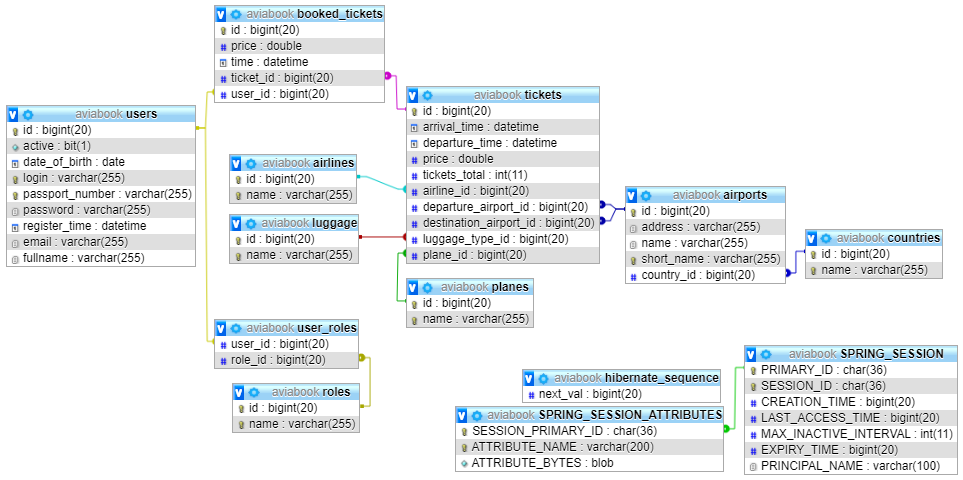 aviabook booked_tickets
id : bigint(20)
price : double
time : datetime
ticket_id : bigint(20)
user_id : bigint(20)
aviabook users
id : bigint(20)
active : bit(1)
date_of_birth : date
login : varchar(255)
passport_number : varchar(255)
password : varchar(255)
register_time : datetime
email : varchar(255)
fullname : varchar(255)
aviabook tickets
id : bigint(20)
arrival_time : datetime
departure_time : datetime
price : double
tickets_total : int(11)
airline_id : bigint(20)
departure_airport_id : bigint(20)
destination_airport_id : bigint(20)
luggage_type_id : bigint(20)
plane_id : bigint(20)
aviabook airlines
id : bigint(20)
name : varchar(255)
aviabook luggage
id : bigint(20)
name : varchar(255)
aviabook airports
id : bigint(20)
address : varchar(255)
name : varchar(255)
short_name : varchar(255)
country_id : bigint(20)
aviabook countries
id : bigint(20)
name : varchar(255)
aviabook planes
id : bigint(20)
name : varchar(255)
aviabook user_roles
user_id : bigint(20)
role_id : bigint(20)
aviabook roles
id : bigint(20)
name : varchar(255)
aviabook hibernate_sequence
next_val : bigint(20)
aviabook SPRING_SESSION_ATTRIBUTES
SESSION_PRIMARY_ID : char(36)
ATTRIBUTE_NAME : varchar(200)
ATTRIBUTE_BYTES : blob
aviabook SPRING_SESSION
PRIMARY_ID : char(36)
SESSION_ID : char(36)
CREATION_TIME : bigint(20)
LAST_ACCESS_TIME : bigint(20)
MAX_INACTIVE_INTERVAL : int(11)
EXPIRY_TIME : bigint(20)
PRINCIPAL_NAME : varchar(100)